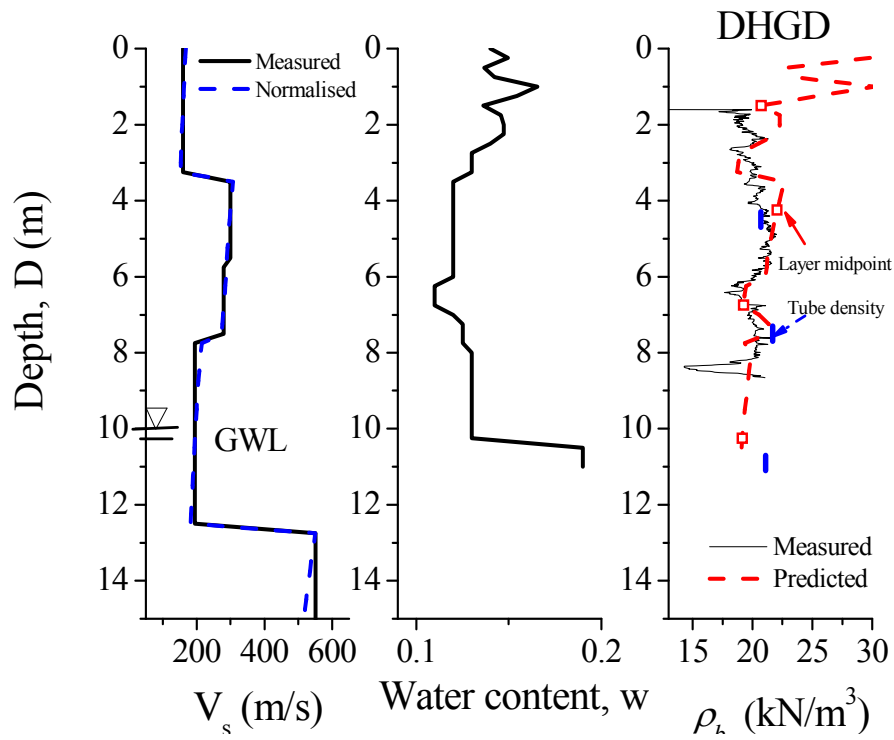 DHGD
Depth, D (m)
0
2
4
6
8
10
12
14
Measured
Normalised
GWL
200 400 600
V_s (m/s)
0
2
4
6
8
10
12
14
0.1 0.2
Water content, w
0
2
4
6
8
10
12
14
Layer midpoint
Tube density
Measured
Predicted
15 20 25 30
ρ_b (kN/m³)